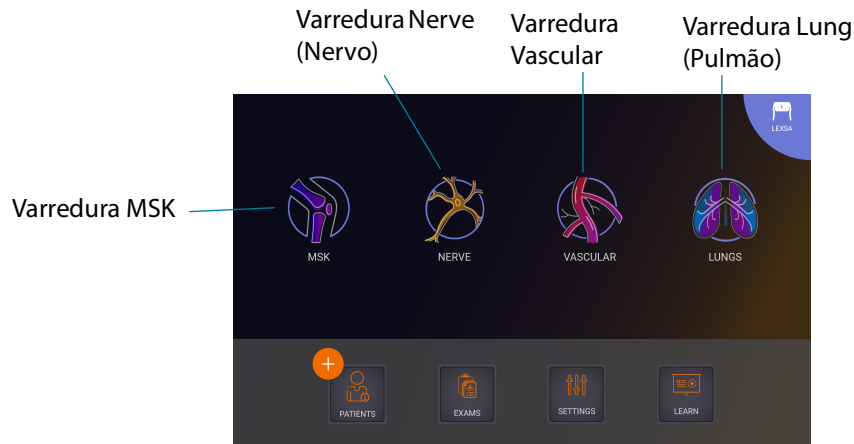 Varredura Nerve
(Nervo)
Varredura
Vascular
Varredura Lung
(Pulmão)
LEXSA
Varredura MSK
MSK
NERVE
VASCULAR
LUNGS
PATIENTS
EXAMS
SETTINGS
LEARN